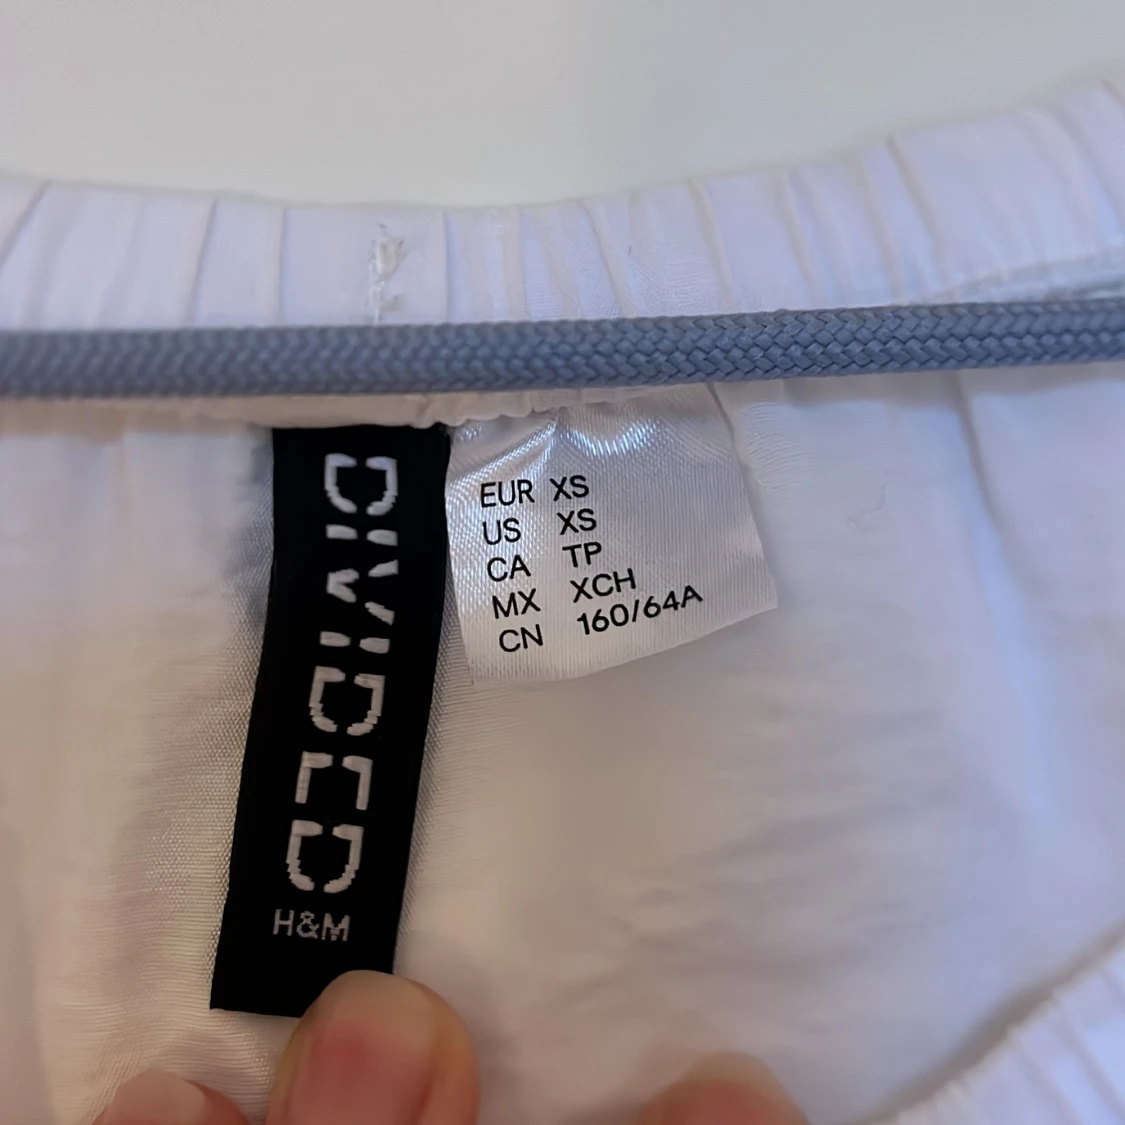 DIVIDED
H&M
EUR XS
US XS
CA TP
MX XCH
CN 160/64A